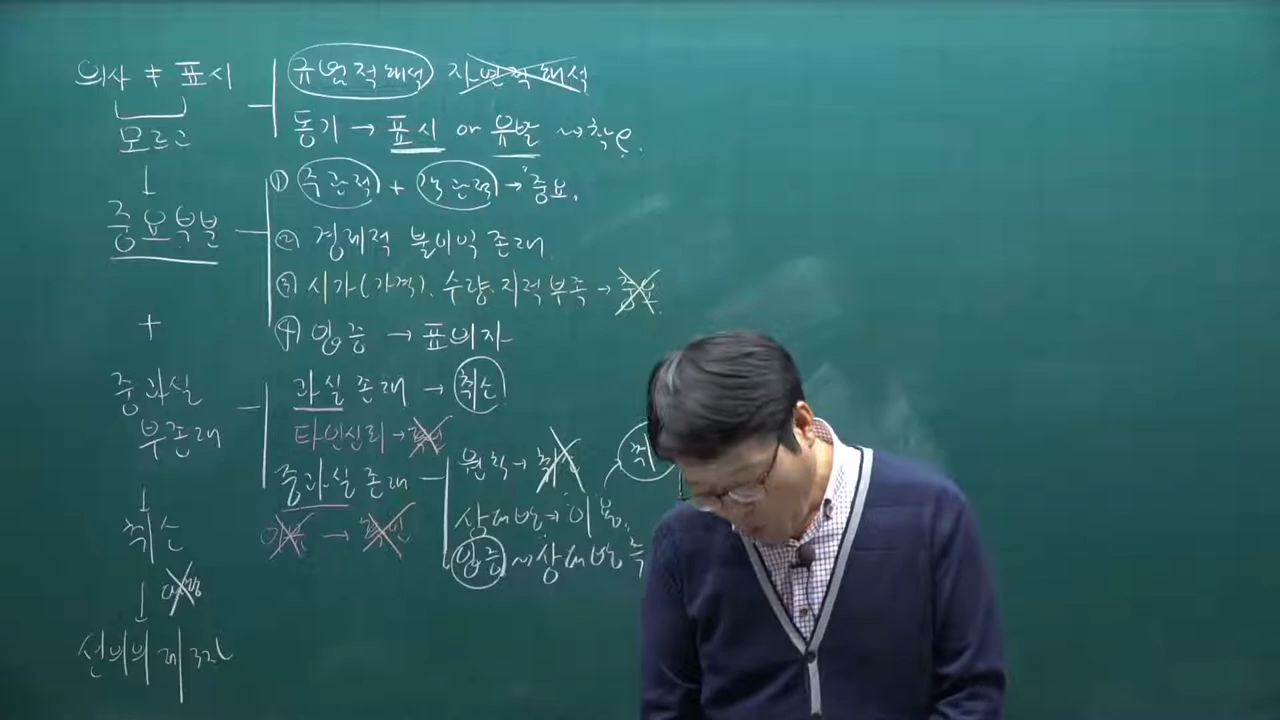 의사 ≠ 표시
모르고
↓
중요부분
+
중과실
부존재
↓
취소
↓
선의의 제3자
규범적해석 자연적해석
동기 → 표시 or 유발 ~> 착오.
① 주관적 + 객관적 → 중요.
② 경제적 불이익 존재
③ 시가(가격). 수량. 지적부족 → 중요.
④ 입증 → 표의자
과실존재 → 취소
타인신뢰 →
중과실존재
원칙 → 취소
상대방 → 이용.
입증 ~> 상대방 측